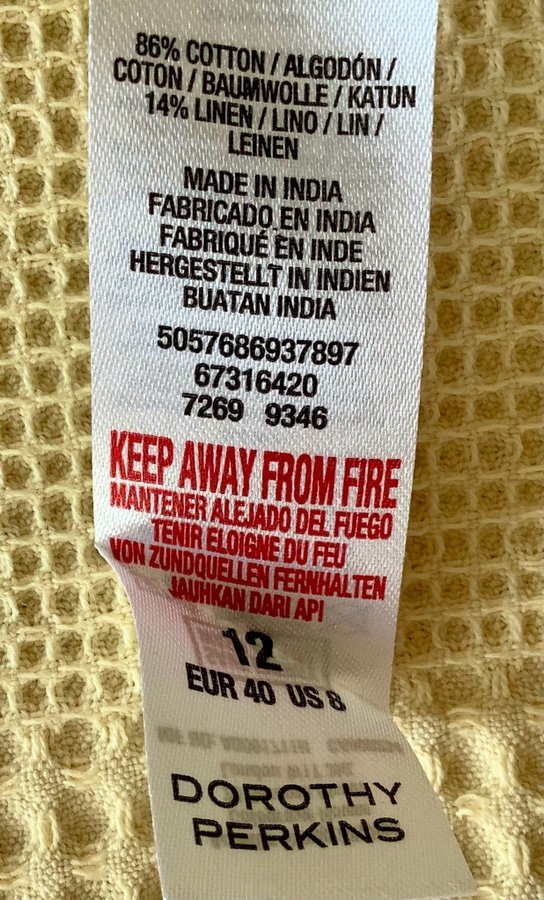 86% COTTON / ALGODÓN /
COTON / BAUMWOLLE / KATUN
14% LINEN / LINO / LIN /
LEINEN
MADE IN INDIA
FABRICADO EN INDIA
FABRIQUÉ EN INDE
HERGESTELLT IN INDIEN
BUATAN INDIA
5057686937897
67316420
7269 9346
KEEP AWAY FROM FIRE
MANTENER ALEJADO DEL FUEGO
TENIR ELOIGNE DU FEU
VON ZUNDQUELLEN FERNHALTEN
JAUHKAN DARI API
12
EUR 40 US 8
DOROTHY
PERKINS